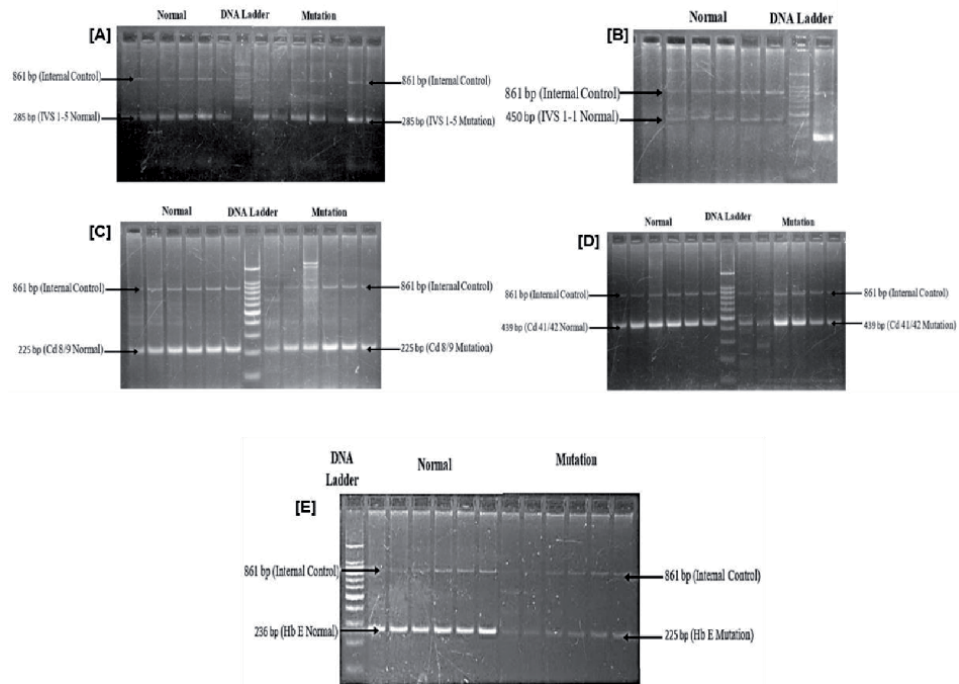 [A]
Normal DNA Ladder Mutation
861 bp (Internal Control)
285 bp (IVS 1-5 Normal)
861 bp (Internal Control)
285 bp (IVS 1-5 Mutation)
[B]
Normal DNA Ladder
861 bp (Internal Control)
450 bp (IVS 1-1 Normal)
[C]
Normal DNA Ladder Mutation
861 bp (Internal Control)
225 bp (Cd 8/9 Normal)
861 bp (Internal Control)
225 bp (Cd 8/9 Mutation)
[D]
Normal DNA Ladder Mutation
861 bp (Internal Control)
439 bp (Cd 41/42 Normal)
861 bp (Internal Control)
439 bp (Cd 41/42 Mutation)
[E]
DNA
Ladder
Normal Mutation
861 bp (Internal Control)
236 bp (Hb E Normal)
861 bp (Internal Control)
225 bp (Hb E Mutation)